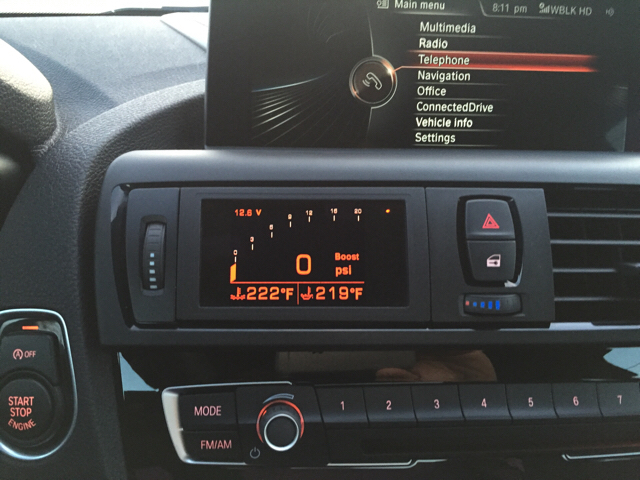 Main menu 8:11 pm WBLK HD
Multimedia
Radio
Telephone
Navigation
Office
ConnectedDrive
Vehicle info
Settings
12.6 V
0 3 6 9 12 16 20
0 Boost
psi
222°F 219°F
A OFF
START
STOP
ENGINE
MODE 1 2 3 4 5 6 7
FM/AM